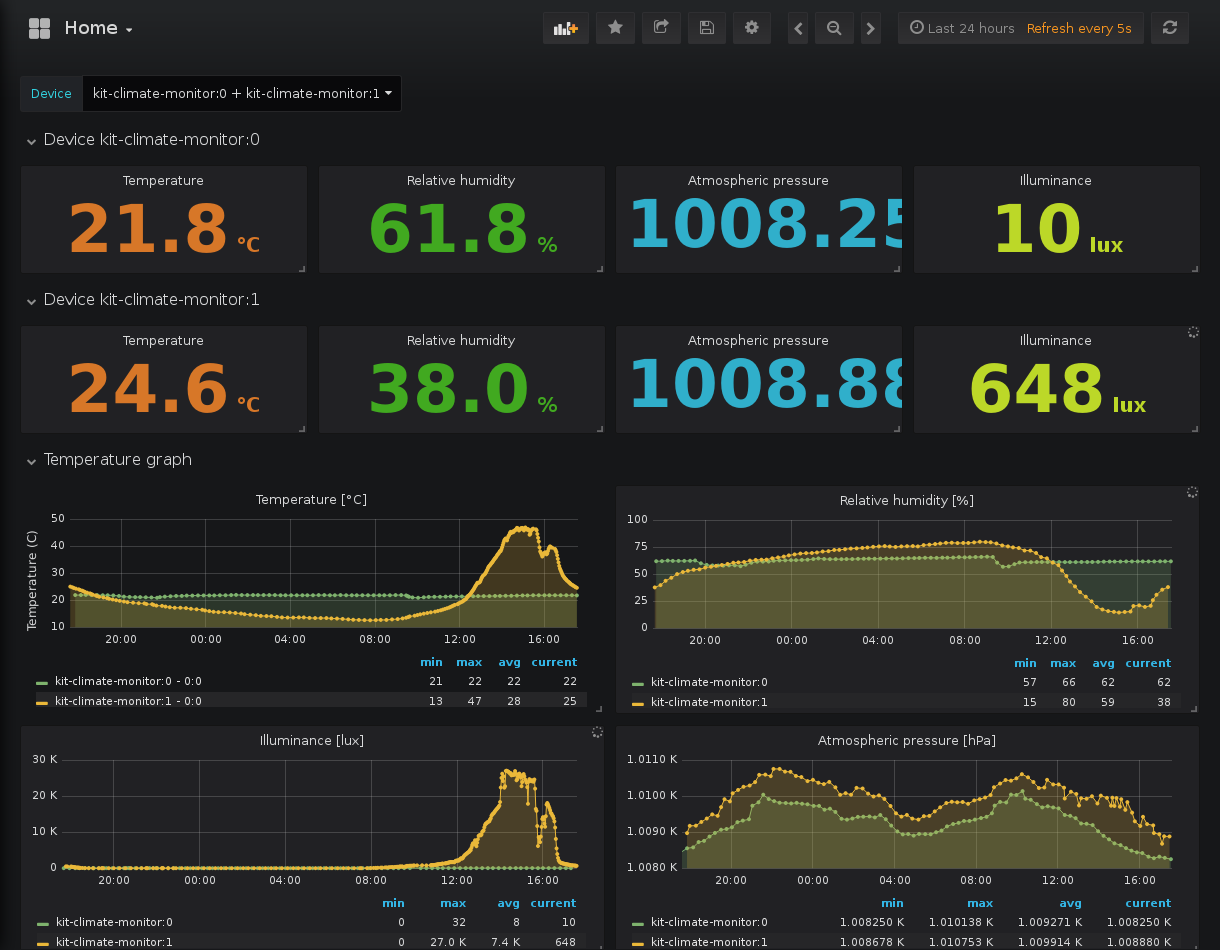 Home
Last 24 hours Refresh every 5s
Device kit-climate-monitor:0 + kit-climate-monitor:1
Device kit-climate-monitor:0
Temperature Relative humidity Atmospheric pressure Illuminance
21.8 °C 61.8 % 1008.25 10 lux
Device kit-climate-monitor:1
Temperature Relative humidity Atmospheric pressure Illuminance
24.6 °C 38.0 % 1008.88 648 lux
Temperature graph
Temperature [°C]
Temperature (C)
50
40
30
20
10
20:00 00:00 04:00 08:00 12:00 16:00
min max avg current
kit-climate-monitor:0 - 0:0 21 22 22 22
kit-climate-monitor:1 - 0:0 13 47 28 25
Relative humidity [%]
100
75
50
25
0
20:00 00:00 04:00 08:00 12:00 16:00
min max avg current
kit-climate-monitor:0 57 66 62 62
kit-climate-monitor:1 15 80 59 38
Illuminance [lux]
30 K
20 K
10 K
0
20:00 00:00 04:00 08:00 12:00 16:00
min max avg current
kit-climate-monitor:0 0 32 8 10
kit-climate-monitor:1 0 27.0 K 7.4 K 648
Atmospheric pressure [hPa]
1.0110 K
1.0100 K
1.0090 K
1.0080 K
20:00 00:00 04:00 08:00 12:00 16:00
min max avg current
kit-climate-monitor:0 1.008250 K 1.010138 K 1.009271 K 1.008250 K
kit-climate-monitor:1 1.008678 K 1.010753 K 1.009914 K 1.008880 K